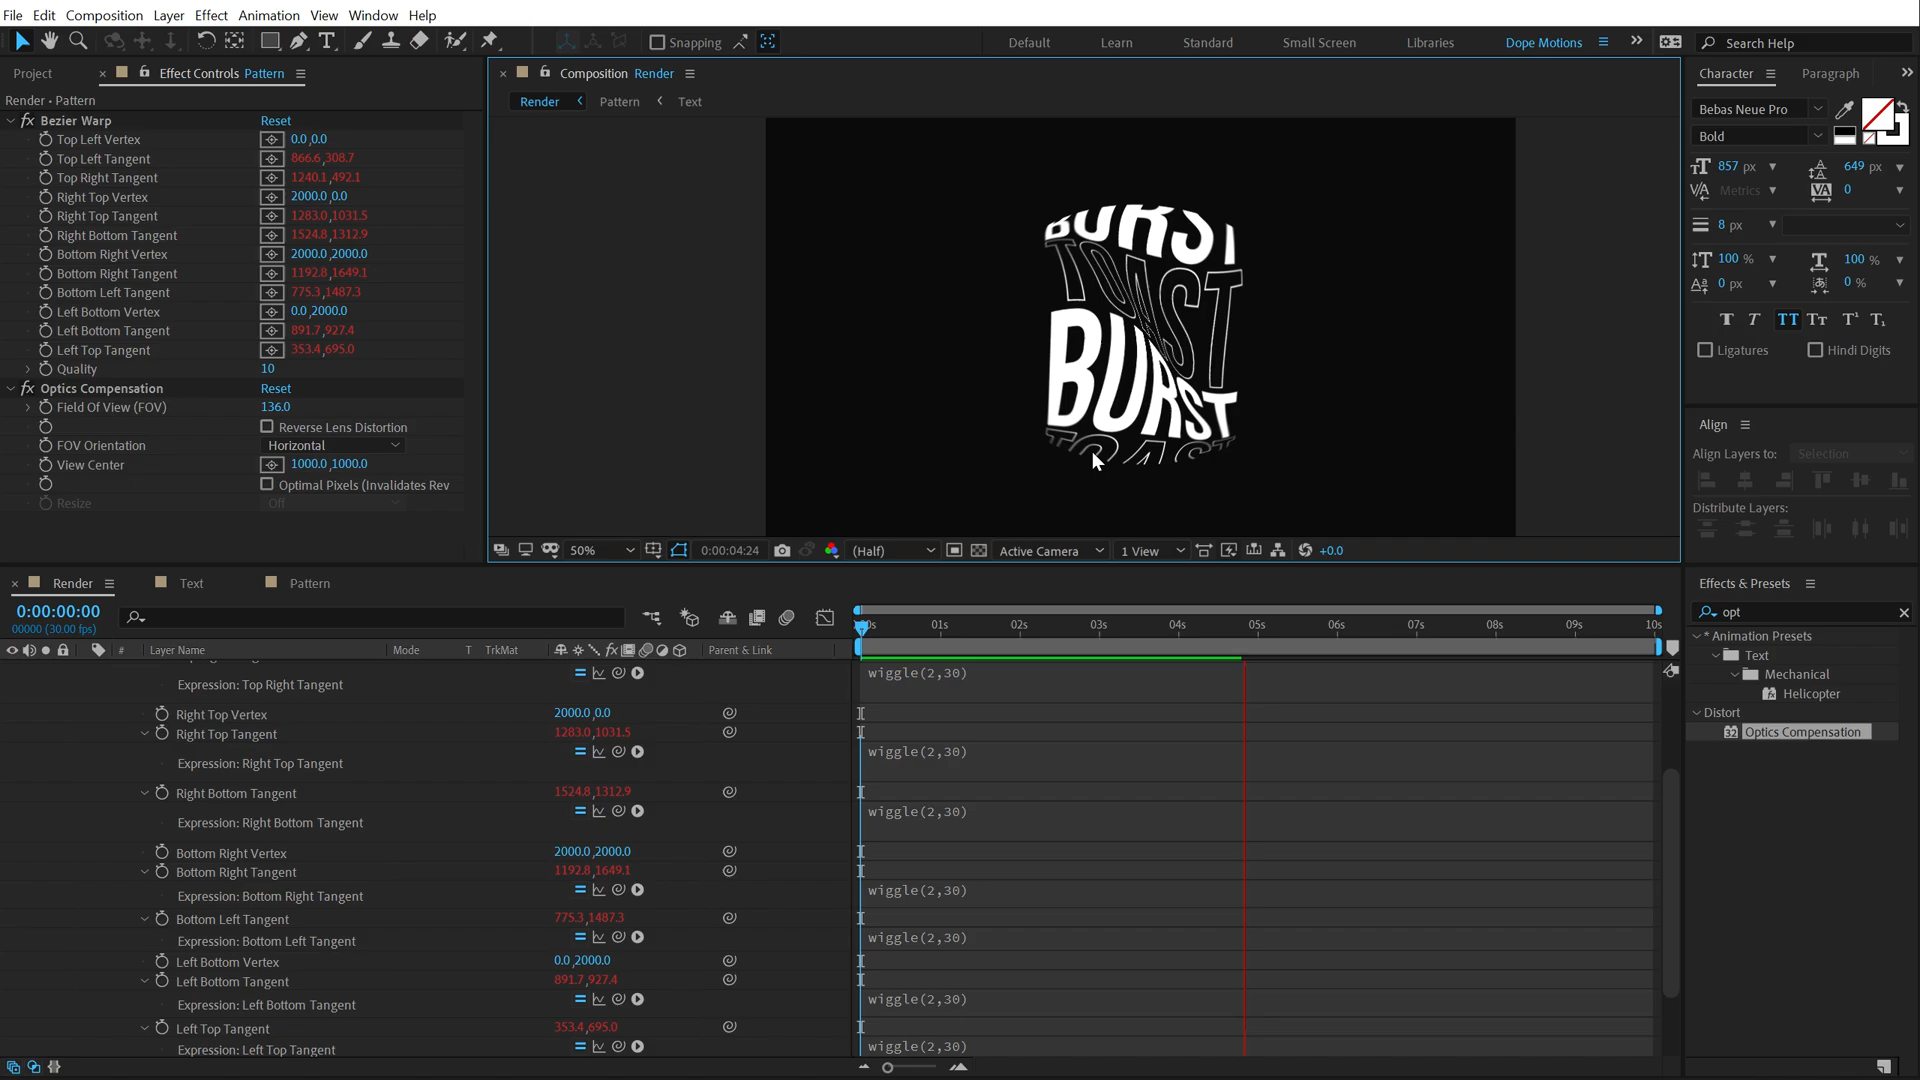 File Edit Composition Layer Effect Animation View Window Help
Snapping
Default Learn Standard Small Screen Libraries Dope Motions Search Help
Project Effect Controls Pattern
Render • Pattern
Bezier Warp Reset
Top Left Vertex 0.0,0.0
Top Left Tangent 866.6,308.7
Top Right Tangent 1240.1,492.1
Right Top Vertex 2000.0,0.0
Right Top Tangent 1283.0,1031.5
Right Bottom Tangent 1524.8,1312.9
Bottom Right Vertex 2000.0,2000.0
Bottom Right Tangent 1192.8,1649.1
Bottom Left Tangent 775.3,1487.3
Left Bottom Vertex 0.0,2000.0
Left Bottom Tangent 891.7,927.4
Left Top Tangent 353.4,695.0
Quality 10
Optics Compensation Reset
Field Of View (FOV) 136.0
Reverse Lens Distortion
FOV Orientation Horizontal
View Center 1000.0,1000.0
Optimal Pixels (Invalidates Rev
Resize Off
Composition Render
Render Pattern Text
BURST
TOAST
BURST
TOAST
50% 0:00:04:24 (Half) Active Camera 1 View +0.0
Character Paragraph
Bebas Neue Pro
Bold
857 px 649 px
Metrics 0
8 px
100 % 100 %
0 px 0 %
Ligatures Hindi Digits
Align
Align Layers to: Selection
Distribute Layers:
Effects & Presets
opt
* Animation Presets
Text
Mechanical
Helicopter
Distort
Optics Compensation
Render Text Pattern
0:00:00:00
00000 (30.00 fps)
01s 02s 03s 04s 05s 06s 07s 08s 09s 10s
# Layer Name Mode T TrkMat Parent & Link
Expression: Top Right Tangent wiggle(2,30)
Right Top Vertex 2000.0,0.0
Right Top Tangent 1283.0,1031.5
Expression: Right Top Tangent wiggle(2,30)
Right Bottom Tangent 1524.8,1312.9
Expression: Right Bottom Tangent wiggle(2,30)
Bottom Right Vertex 2000.0,2000.0
Bottom Right Tangent 1192.8,1649.1
Expression: Bottom Right Tangent wiggle(2,30)
Bottom Left Tangent 775.3,1487.3
Expression: Bottom Left Tangent wiggle(2,30)
Left Bottom Vertex 0.0,2000.0
Left Bottom Tangent 891.7,927.4
Expression: Left Bottom Tangent wiggle(2,30)
Left Top Tangent 353.4,695.0
Expression: Left Top Tangent wiggle(2,30)